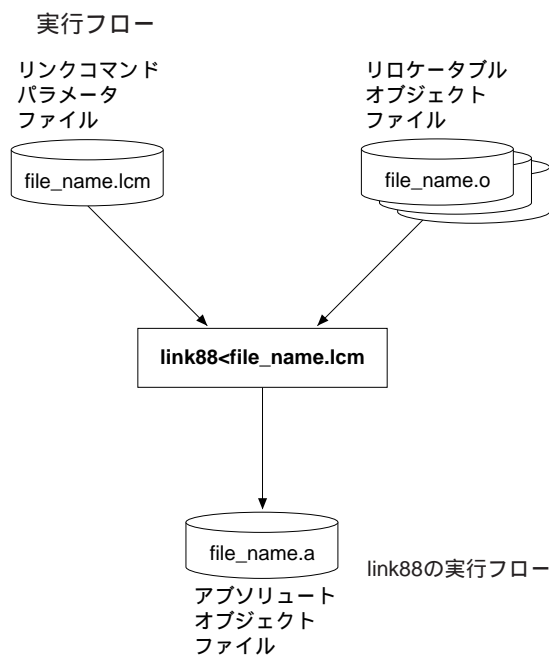 実行フロー
リンクコマンド
パラメータ
ファイル
file_name.lcm
リロケータブル
オブジェクト
ファイル
file_name.o
link88<file_name.lcm
file_name.a
アブソリュート
オブジェクト
ファイル
link88の実行フロー